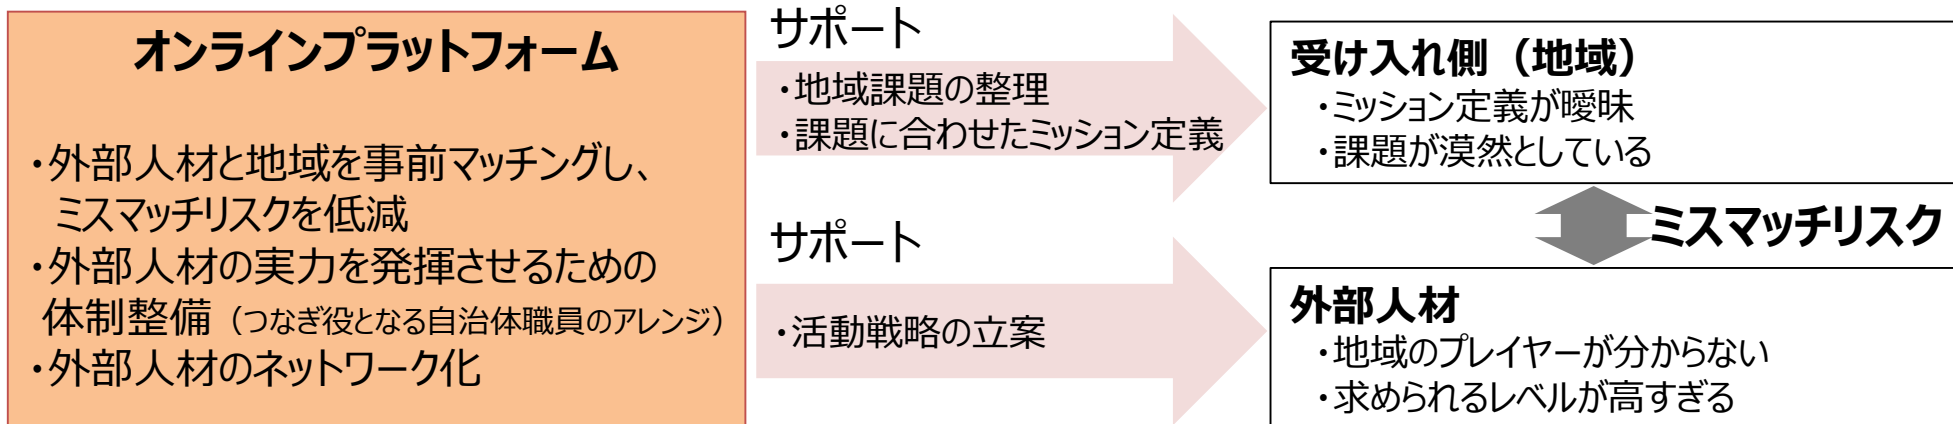 オンラインプラットフォーム
・外部人材と地域を事前マッチングし、
ミスマッチリスクを低減
・外部人材の実力を発揮させるための
体制整備（つなぎ役となる自治体職員のアレンジ）
・外部人材のネットワーク化
サポート
・地域課題の整理
・課題に合わせたミッション定義
サポート
・活動戦略の立案
受け入れ側（地域）
・ミッション定義が曖昧
・課題が漠然としている
ミスマッチリスク
外部人材
・地域のプレイヤーが分からない
・求められるレベルが高すぎる